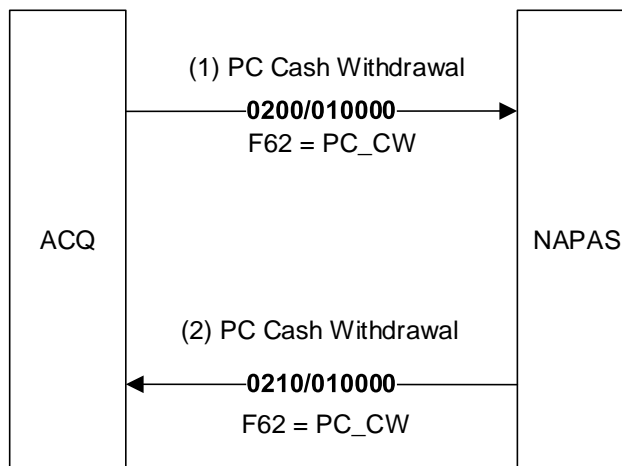 (1) PC Cash Withdrawal
0200/010000
F62 = PC_CW
ACQ
NAPAS
(2) PC Cash Withdrawal
0210/010000
F62 = PC_CW